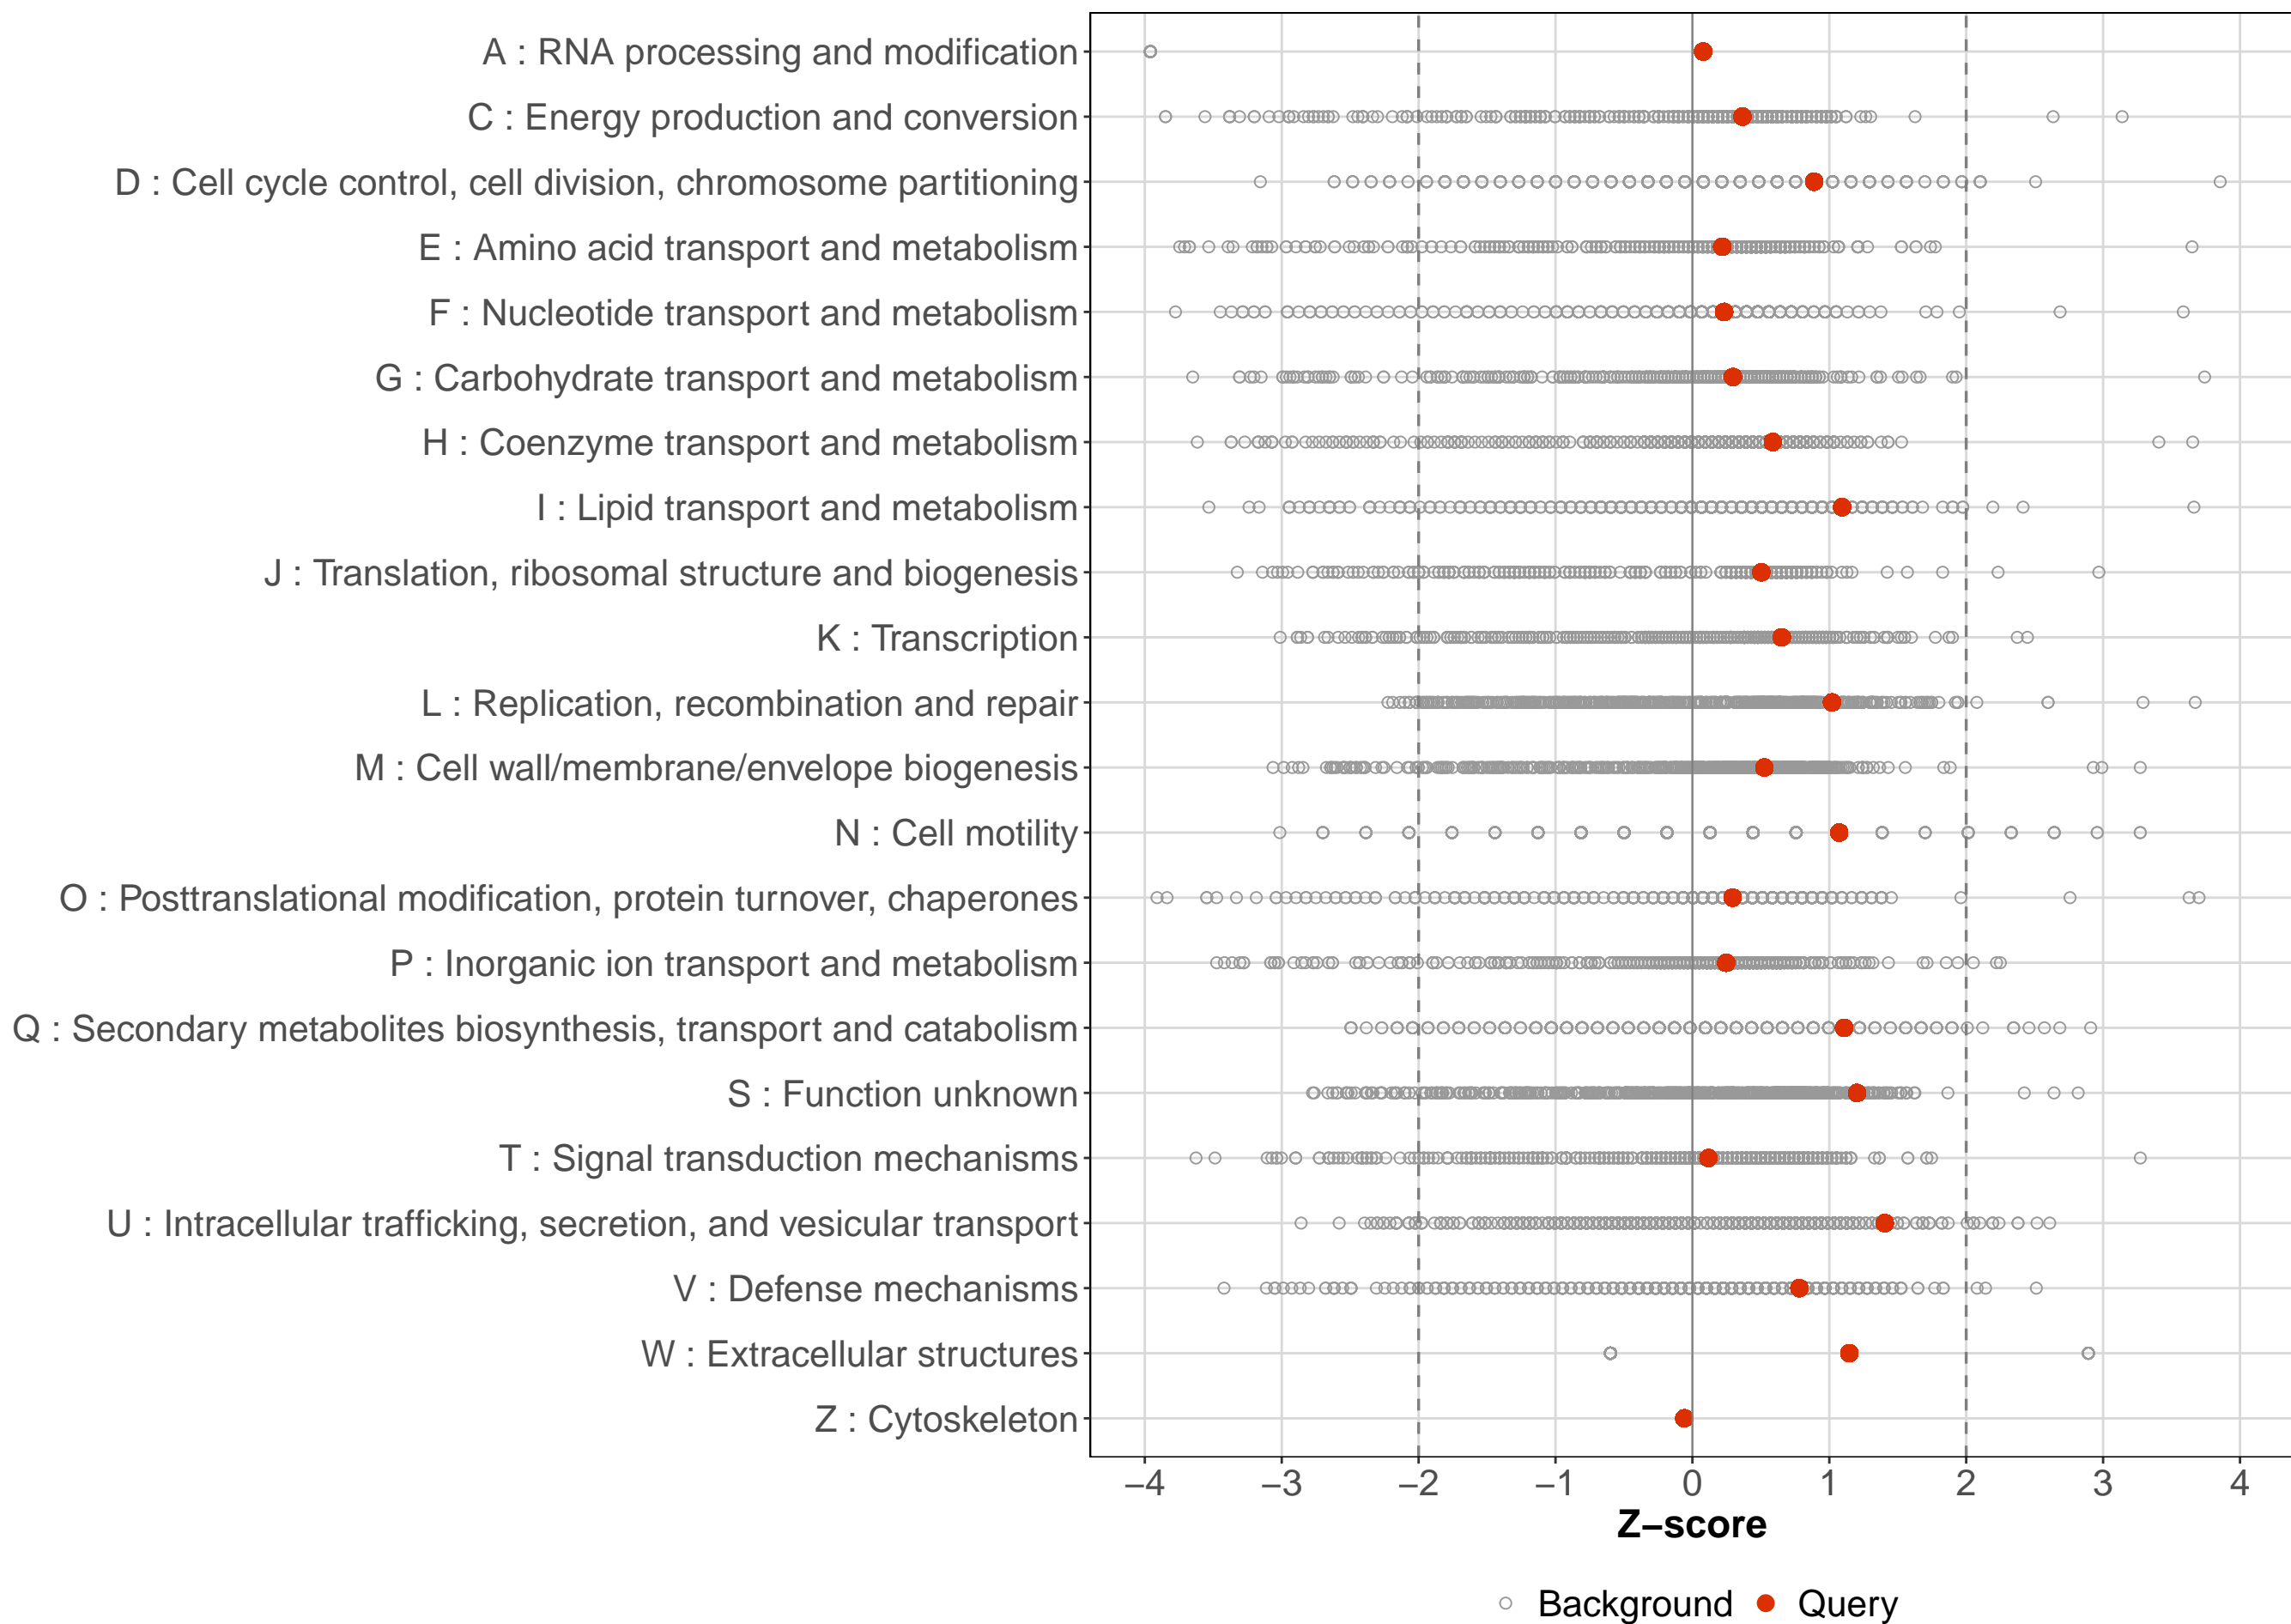 A : RNA processing and modification
C : Energy production and conversion
D : Cell cycle control, cell division, chromosome partitioning
E : Amino acid transport and metabolism
F : Nucleotide transport and metabolism
G : Carbohydrate transport and metabolism
H : Coenzyme transport and metabolism
I : Lipid transport and metabolism
J : Translation, ribosomal structure and biogenesis
K : Transcription
L : Replication, recombination and repair
M : Cell wall/membrane/envelope biogenesis
N : Cell motility
O : Posttranslational modification, protein turnover, chaperones
P : Inorganic ion transport and metabolism
Q : Secondary metabolites biosynthesis, transport and catabolism
S : Function unknown
T : Signal transduction mechanisms
U : Intracellular trafficking, secretion, and vesicular transport
V : Defense mechanisms
W : Extracellular structures
Z : Cytoskeleton
−4 −3 −2 −1 0 1 2 3 4
Z−score
Background Query